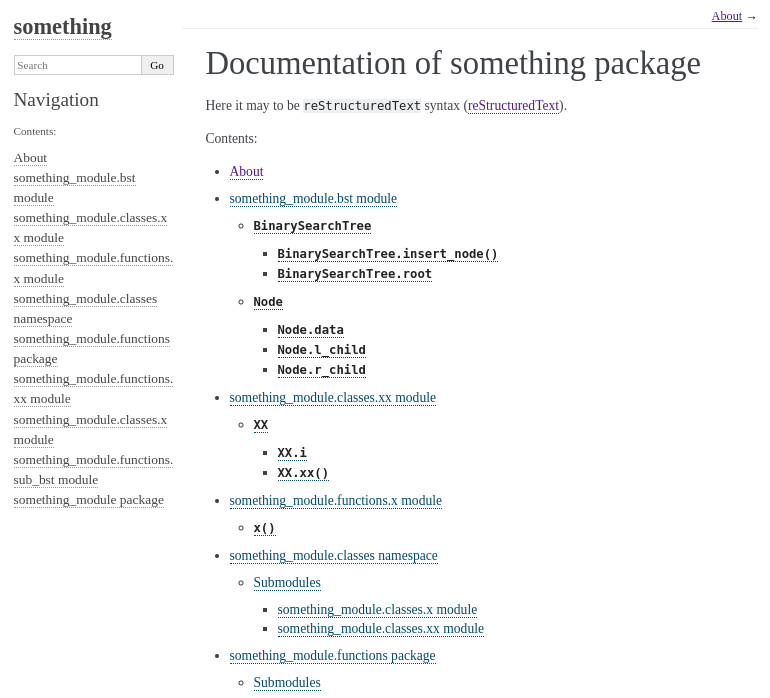 something
Search Go
Navigation
Contents:
About
something_module.bst
module
something_module.classes.x
x module
something_module.functions.
x module
something_module.classes
namespace
something_module.functions
package
something_module.functions.
xx module
something_module.classes.x
module
something_module.functions.
sub_bst module
something_module package
About →
Documentation of something package
Here it may to be reStructuredText syntax (reStructuredText).
Contents:
• About
• something_module.bst module
◦ BinarySearchTree
▪ BinarySearchTree.insert_node()
▪ BinarySearchTree.root
◦ Node
▪ Node.data
▪ Node.l_child
▪ Node.r_child
• something_module.classes.xx module
◦ XX
▪ XX.i
▪ XX.xx()
• something_module.functions.x module
◦ x()
• something_module.classes namespace
◦ Submodules
▪ something_module.classes.x module
▪ something_module.classes.xx module
• something_module.functions package
◦ Submodules